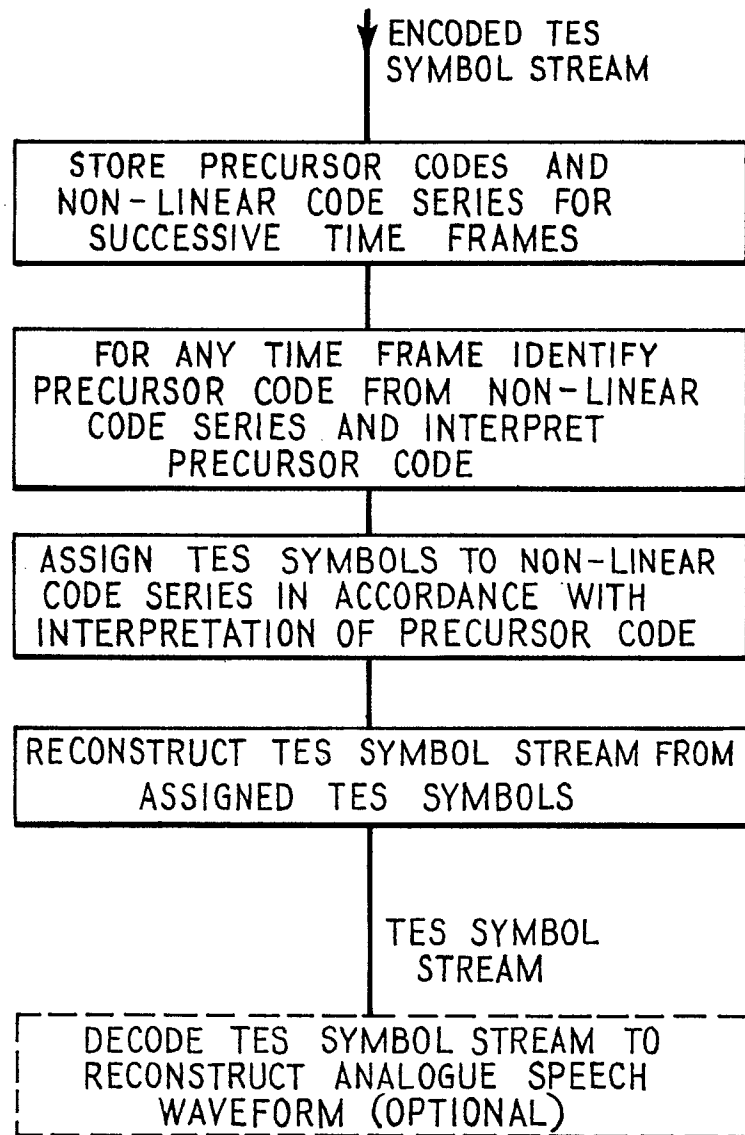 ENCODED TES
SYMBOL STREAM
STORE PRECURSOR CODES AND
NON-LINEAR CODE SERIES FOR
SUCCESSIVE TIME FRAMES
FOR ANY TIME FRAME IDENTIFY
PRECURSOR CODE FROM NON-LINEAR
CODE SERIES AND INTERPRET
PRECURSOR CODE
ASSIGN TES SYMBOLS TO NON-LINEAR
CODE SERIES IN ACCORDANCE WITH
INTERPRETATION OF PRECURSOR CODE
RECONSTRUCT TES SYMBOL STREAM FROM
ASSIGNED TES SYMBOLS
TES SYMBOL
STREAM
DECODE TES SYMBOL STREAM TO
RECONSTRUCT ANALOGUE SPEECH
WAVEFORM (OPTIONAL)